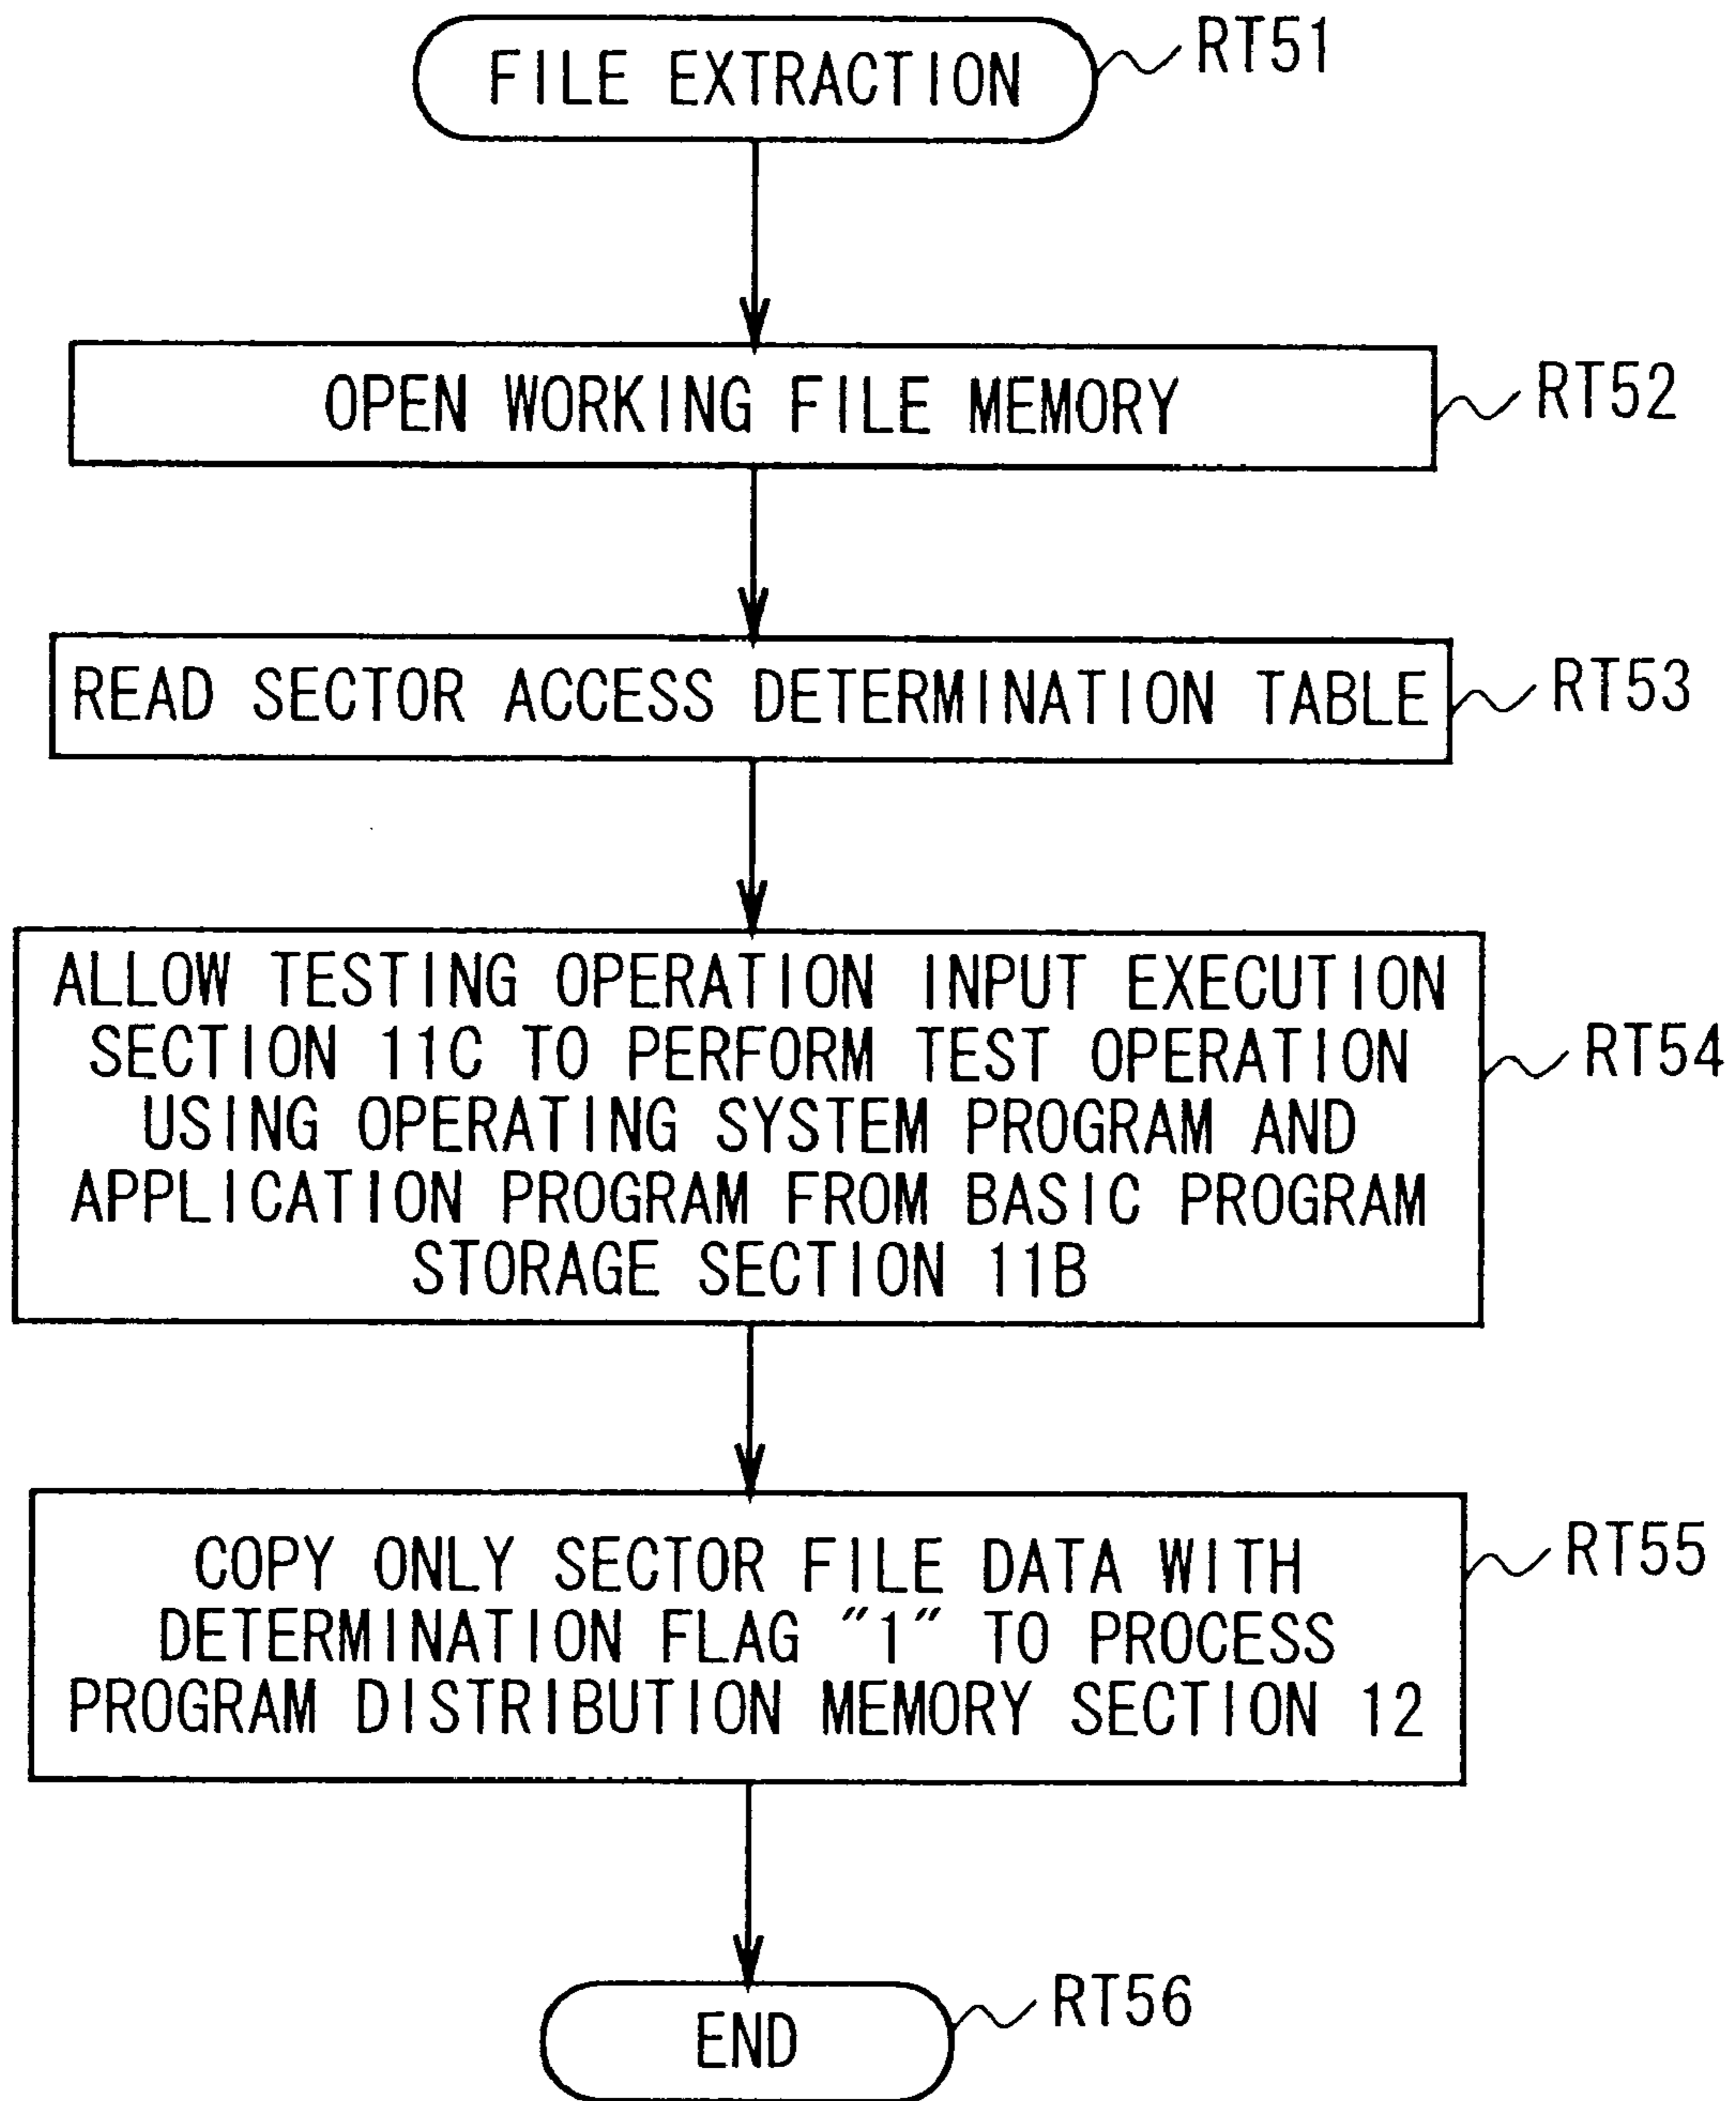 FILE EXTRACTION
RT51
OPEN WORKING FILE MEMORY
RT52
READ SECTOR ACCESS DETERMINATION TABLE
RT53
ALLOW TESTING OPERATION INPUT EXECUTION
SECTION 11C TO PERFORM TEST OPERATION
USING OPERATING SYSTEM PROGRAM AND
APPLICATION PROGRAM FROM BASIC PROGRAM
STORAGE SECTION 11B
RT54
COPY ONLY SECTOR FILE DATA WITH
DETERMINATION FLAG "1" TO PROCESS
PROGRAM DISTRIBUTION MEMORY SECTION 12
RT55
END
RT56